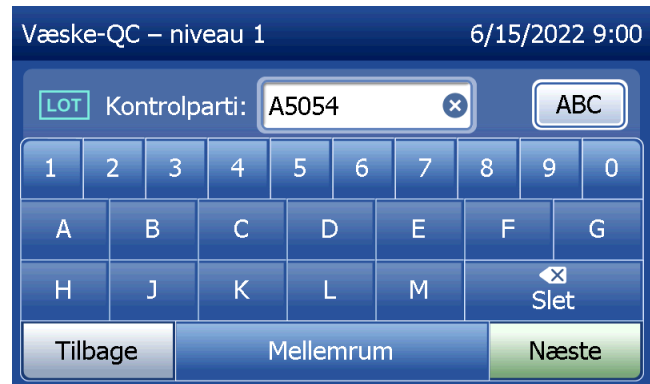 Væske-QC – niveau 1 6/15/2022 9:00
LOT Kontrolparti: A5054 ABC
1 2 3 4 5 6 7 8 9 0
A B C D E F G
H J K L M Slet
Tilbage Mellemrum Næste